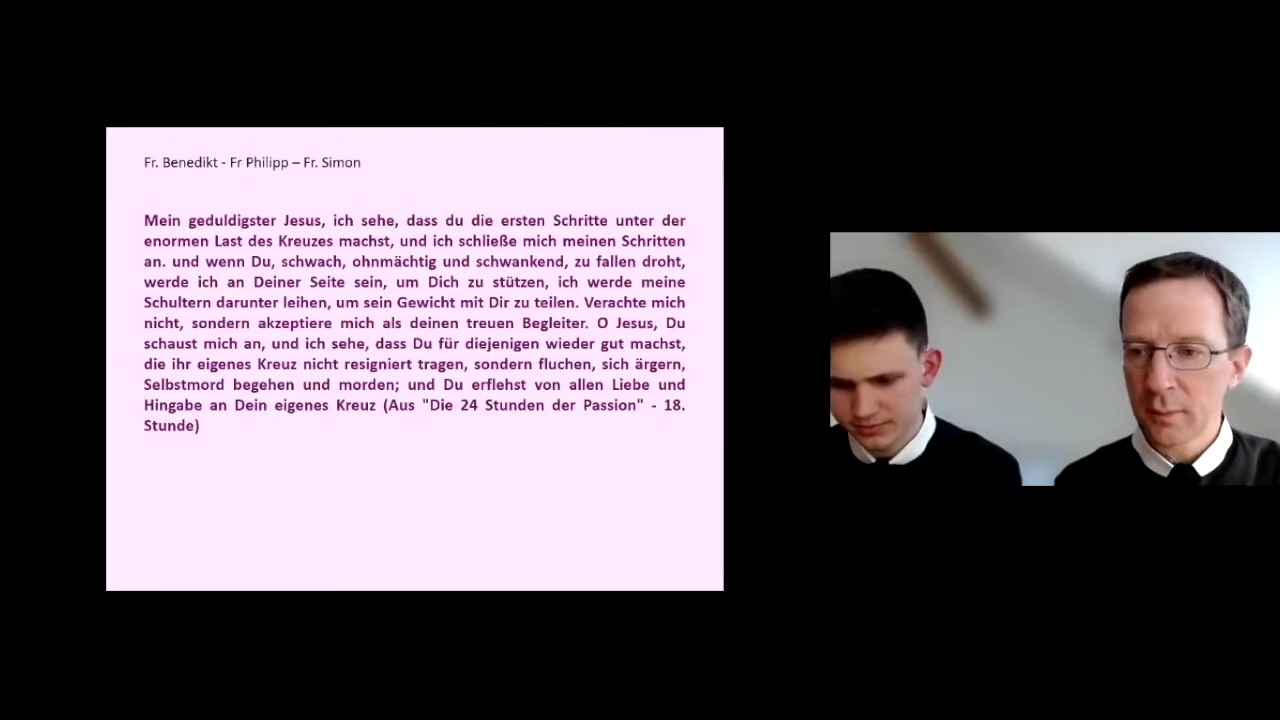 Fr. Benedikt - Fr Philipp – Fr. Simon
Mein geduldigster Jesus, ich sehe, dass du die ersten Schritte unter der
enormen Last des Kreuzes machst, und ich schließe mich meinen Schritten
an. und wenn Du, schwach, ohnmächtig und schwankend, zu fallen droht,
werde ich an Deiner Seite sein, um Dich zu stützen, ich werde meine
Schultern darunter leihen, um sein Gewicht mit Dir zu teilen. Verachte mich
nicht, sondern akzeptiere mich als deinen treuen Begleiter. O Jesus, Du
schaust mich an, und ich sehe, dass Du für diejenigen wieder gut machst,
die ihr eigenes Kreuz nicht resigniert tragen, sondern fluchen, sich ärgern,
Selbstmord begehen und morden; und Du erflehst von allen Liebe und
Hingabe an Dein eigenes Kreuz (Aus "Die 24 Stunden der Passion" - 18.
Stunde)